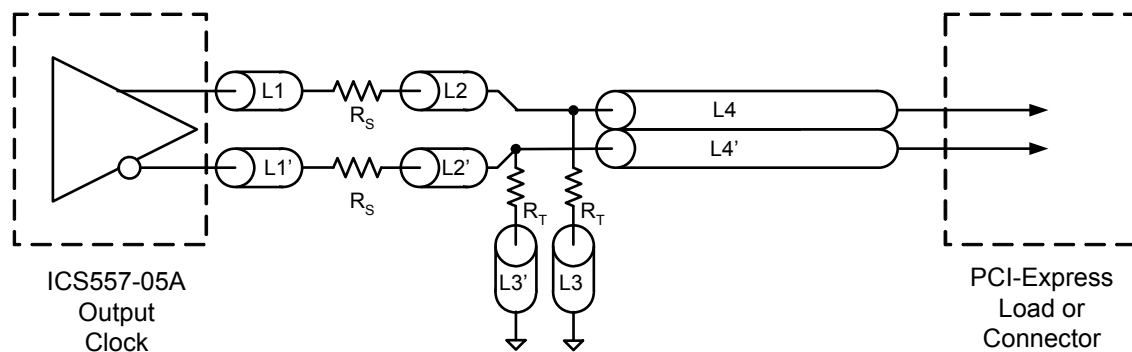 L1
R_S
L2
L4
L1’
R_S
L2’
L4’
R_T
R_T
L3’
L3
ICS557-05A
Output
Clock
PCI-Express
Load or
Connector